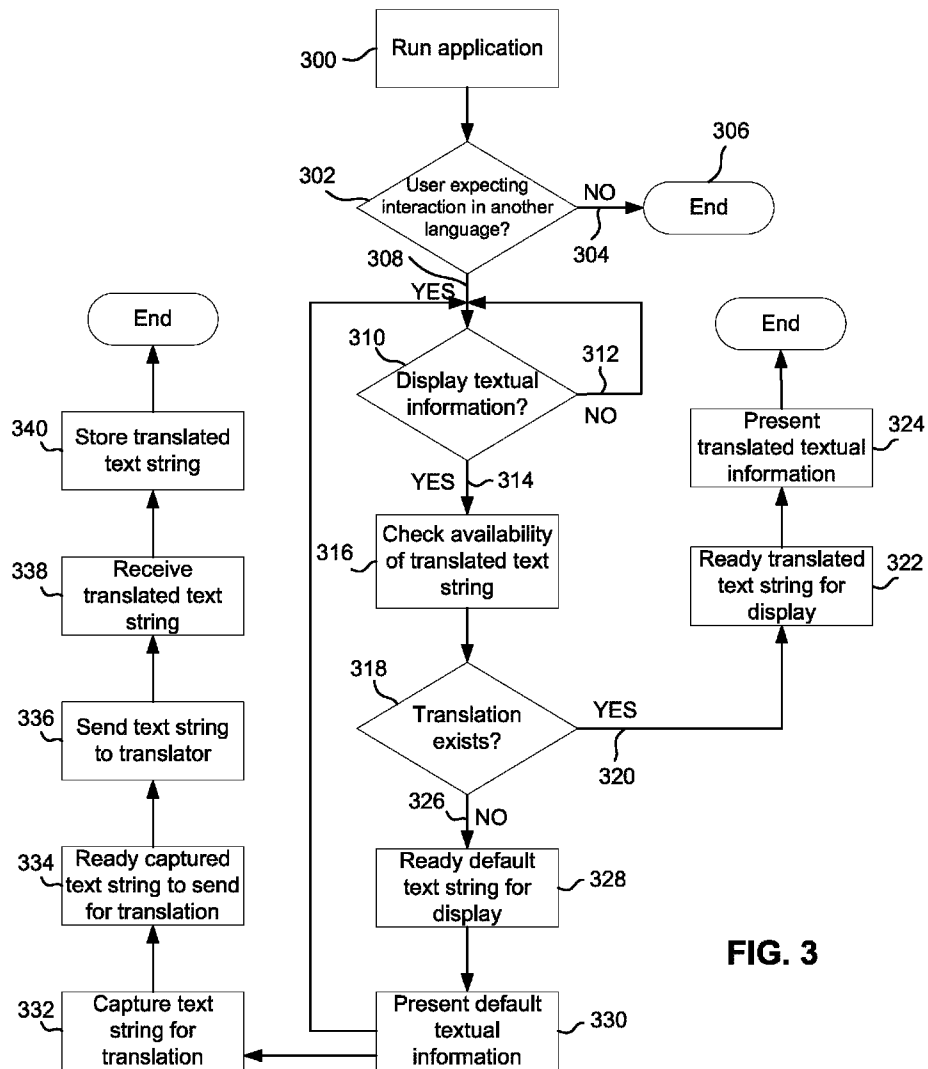 300
Run application
302
User expecting
interaction in another
language?
NO
304
306
End
308
YES
310
Display textual
information?
312
NO
YES
314
316
Check availability
of translated text
string
318
Translation
exists?
YES
320
322
Ready translated
text string for
display
324
Present
translated textual
information
End
326
NO
Ready default
text string for
display
328
Present default
textual
information
330
332
Capture text
string for
translation
334
Ready captured
text string to send
for translation
336
Send text string
to translator
338
Receive
translated text
string
340
Store translated
text string
End
FIG. 3